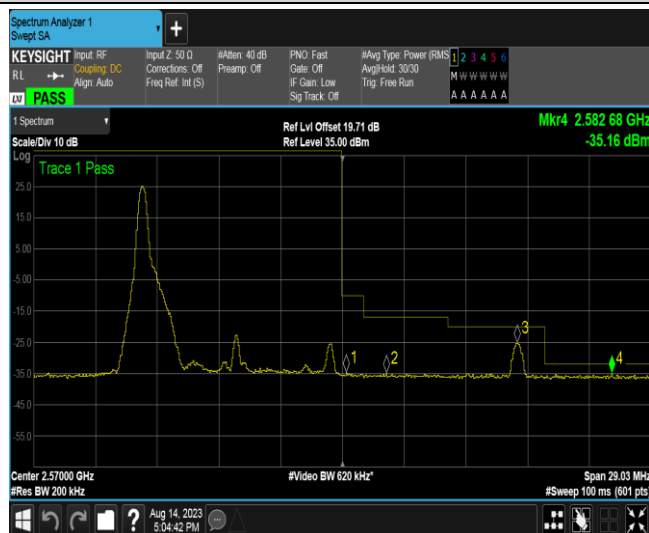 Spectrum Analyzer 1
Swept SA
+
KEYSIGHT Input: RF
RL
Coupling: DC
Align: Auto
LXI PASS
Input Z: 50 Ω
Corrections: Off
Freq Ref: Int (S)
#Atten: 40 dB
Preamp: Off
PNO: Fast
Gate: Off
IF Gain: Low
Sig Track: Off
#Avg Type: Power (RMS
Avg|Hold: 30/30
Trig: Free Run
1 2 3 4 5 6
M W W W W W
A A A A A A
1 Spectrum
Scale/Div 10 dB
Ref Lvl Offset 19.71 dB
Ref Level 35.00 dBm
Mkr4 2.582 68 GHz
-35.16 dBm
Log
Trace 1 Pass
25.0
15.0
5.00
-5.00
-15.0
-25.0
-35.0
-45.0
-55.0
1
2
3
4
Center 2.57000 GHz
#Res BW 200 kHz
#Video BW 620 kHz*
Span 29.03 MHz
#Sweep 100 ms (601 pts)
?
Aug 14, 2023
5:04:42 PM